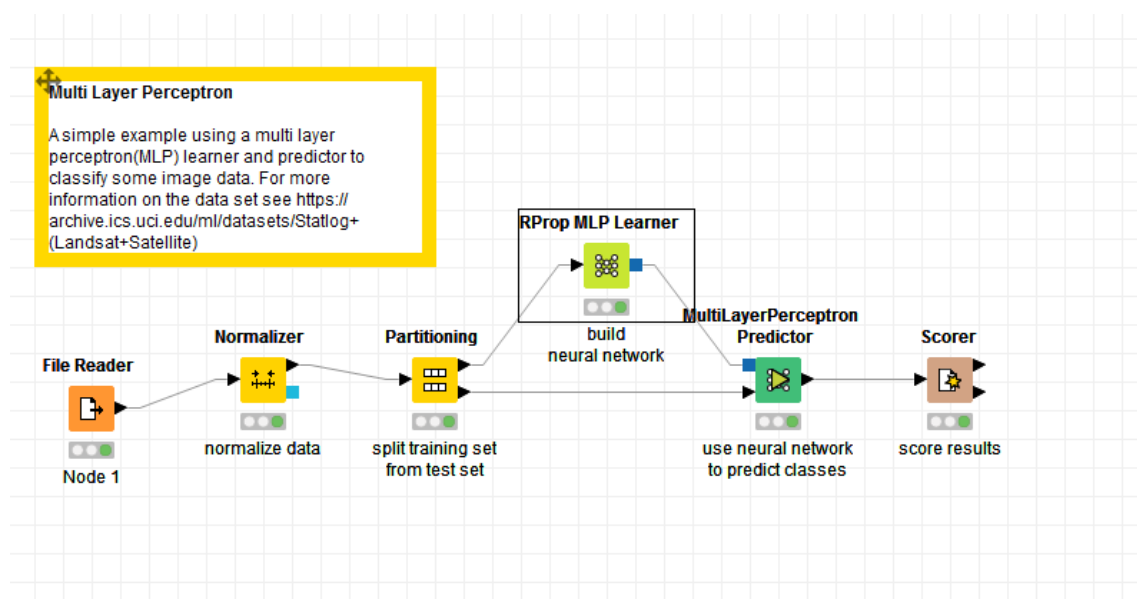 Multi Layer Perceptron
A simple example using a multi layer
perceptron(MLP) learner and predictor to
classify some image data. For more
information on the data set see https://
archive.ics.uci.edu/ml/datasets/Statlog+
(Landsat+Satellite)
RProp MLP Learner
build
neural network
MultiLayerPerceptron
Predictor
Normalizer
Partitioning
Scorer
File Reader
normalize data
split training set
from test set
use neural network
to predict classes
score results
Node 1